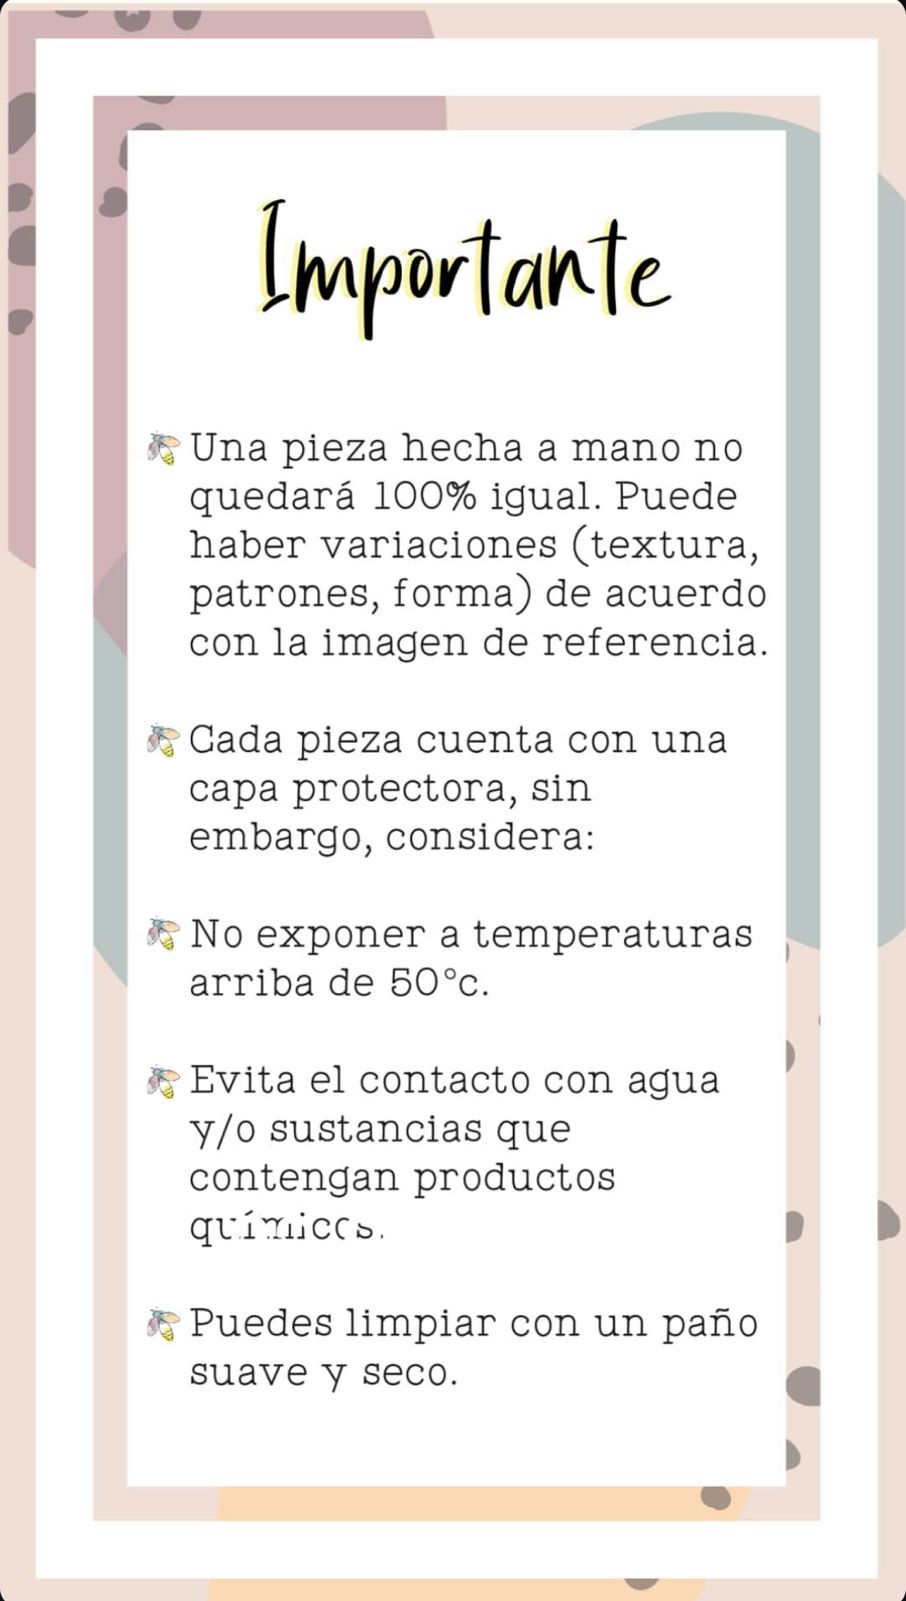 Importante
Una pieza hecha a mano no
quedará 100% igual. Puede
haber variaciones (textura,
patrones, forma) de acuerdo
con la imagen de referencia.
Cada pieza cuenta con una
capa protectora, sin
embargo, considera:
No exponer a temperaturas
arriba de 50°c.
Evita el contacto con agua
y/o sustancias que
contengan productos
químicos.
Puedes limpiar con un paño
suave y seco.